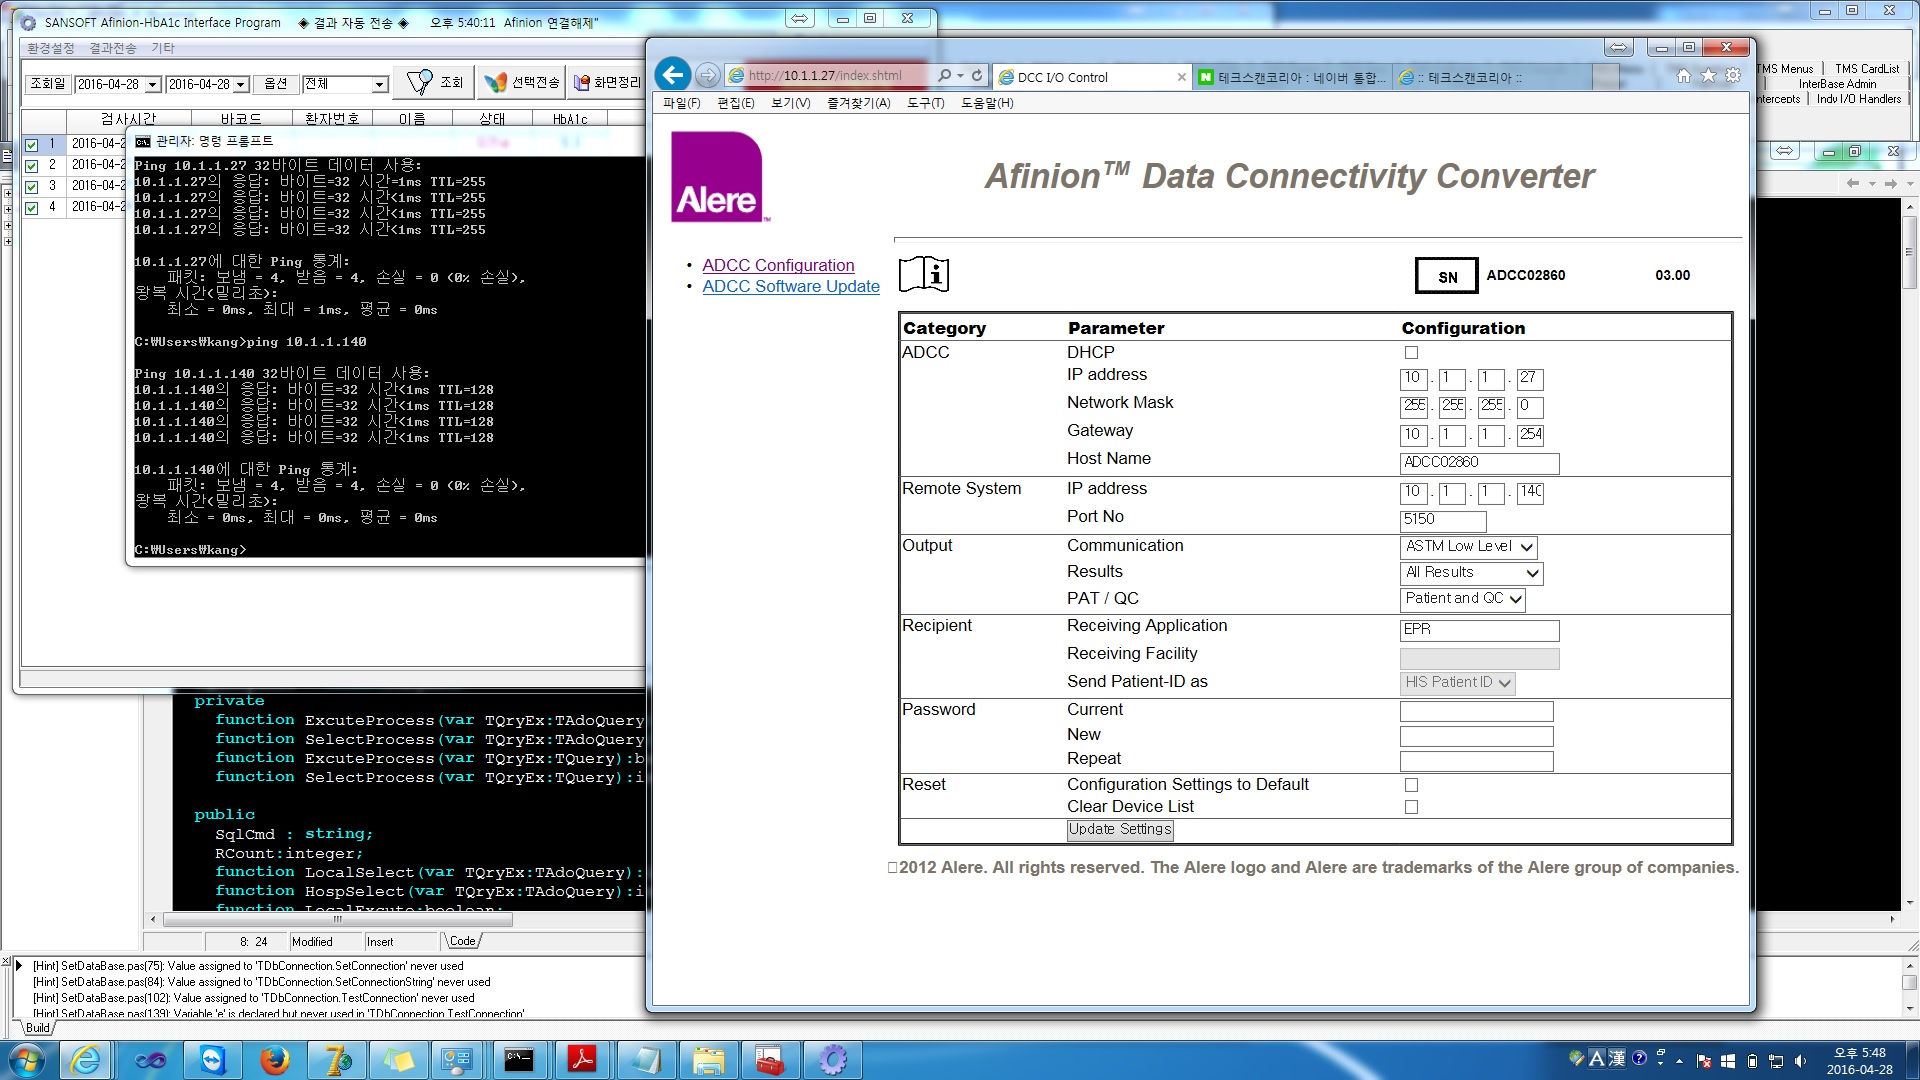 SANSOFT Afinion-HbA1c Interface Program ◈ 결과 자동 전송 ◈ 오후 5:40:11 Afinion 연결해제"
환경설정 결과전송 기타
조회일 2016-04-28 2016-04-28 옵션 전체 조회 선택전송 화면정리
검사시간 바코드 환자번호 이름 상태 HbA1c
1 2016-04-2
2 2016-04-2
3 2016-04-2
4 2016-04-2
관리자: 명령 프롬프트
Ping 10.1.1.27 32바이트 데이터 사용:
10.1.1.27의 응답: 바이트=32 시간=1ms TTL=255
10.1.1.27의 응답: 바이트=32 시간<1ms TTL=255
10.1.1.27의 응답: 바이트=32 시간<1ms TTL=255
10.1.1.27의 응답: 바이트=32 시간<1ms TTL=255
10.1.1.27에 대한 Ping 통계:
패킷: 보냄 = 4, 받음 = 4, 손실 = 0 (0% 손실),
왕복 시간(밀리초):
최소 = 0ms, 최대 = 1ms, 평균 = 0ms
C:\Users\kang>ping 10.1.1.140
Ping 10.1.1.140 32바이트 데이터 사용:
10.1.1.140의 응답: 바이트=32 시간<1ms TTL=128
10.1.1.140의 응답: 바이트=32 시간<1ms TTL=128
10.1.1.140의 응답: 바이트=32 시간<1ms TTL=128
10.1.1.140의 응답: 바이트=32 시간<1ms TTL=128
10.1.1.140에 대한 Ping 통계:
패킷: 보냄 = 4, 받음 = 4, 손실 = 0 (0% 손실),
왕복 시간(밀리초):
최소 = 0ms, 최대 = 0ms, 평균 = 0ms
C:\Users\kang>
private
function ExcuteProcess(var TQryEx:TAdoQuery
function SelectProcess(var TQryEx:TAdoQuery
function ExcuteProcess(var TQryEx:TQuery):b
function SelectProcess(var TQryEx:TQuery):i
public
SqlCmd : string;
RCount:integer;
function LocalSelect(var TQryEx:TAdoQuery):
function HospSelect(var TQryEx:TAdoQuery):i
function LocalExcute:boolean;
8: 24 Modified Insert Code
[Hint] SetDataBase.pas(75): Value assigned to 'TDbConnection.SetConnection' never used
[Hint] SetDataBase.pas(84): Value assigned to 'TDbConnection.SetConnectionString' never used
[Hint] SetDataBase.pas(102): Value assigned to 'TDbConnection.TestConnection' never used
[Hint] SetDataBase.pas(139): Variable 'e' is declared but never used in 'TDbConnection.TestConnection'
Build
http://10.1.1.27/index.shtml DCC I/O Control 테크스캔코리아 : 네이버 통합... :: 테크스캔코리아 ::
파일(F) 편집(E) 보기(V) 즐겨찾기(A) 도구(T) 도움말(H)
Alere™
Afinion™ Data Connectivity Converter
ADCC Configuration
ADCC Software Update
SN ADCC02860 03.00
Category Parameter Configuration
ADCC DHCP
IP address 10 . 1 . 1 . 27
Network Mask 255 . 255 . 255 . 0
Gateway 10 . 1 . 1 . 254
Host Name ADCC02860
Remote System IP address 10 . 1 . 1 . 140
Port No 5150
Output Communication ASTM Low Level
Results All Results
PAT / QC Patient and QC
Recipient Receiving Application EPR
Receiving Facility
Send Patient-ID as HIS Patient ID
Password Current
New
Repeat
Reset Configuration Settings to Default
Clear Device List
Update Settings
□2012 Alere. All rights reserved. The Alere logo and Alere are trademarks of the Alere group of companies.
TMS Menus TMS CardList
InterBase Admin
ntercepts Indy I/O Handlers
A 漢
오후 5:48
2016-04-28